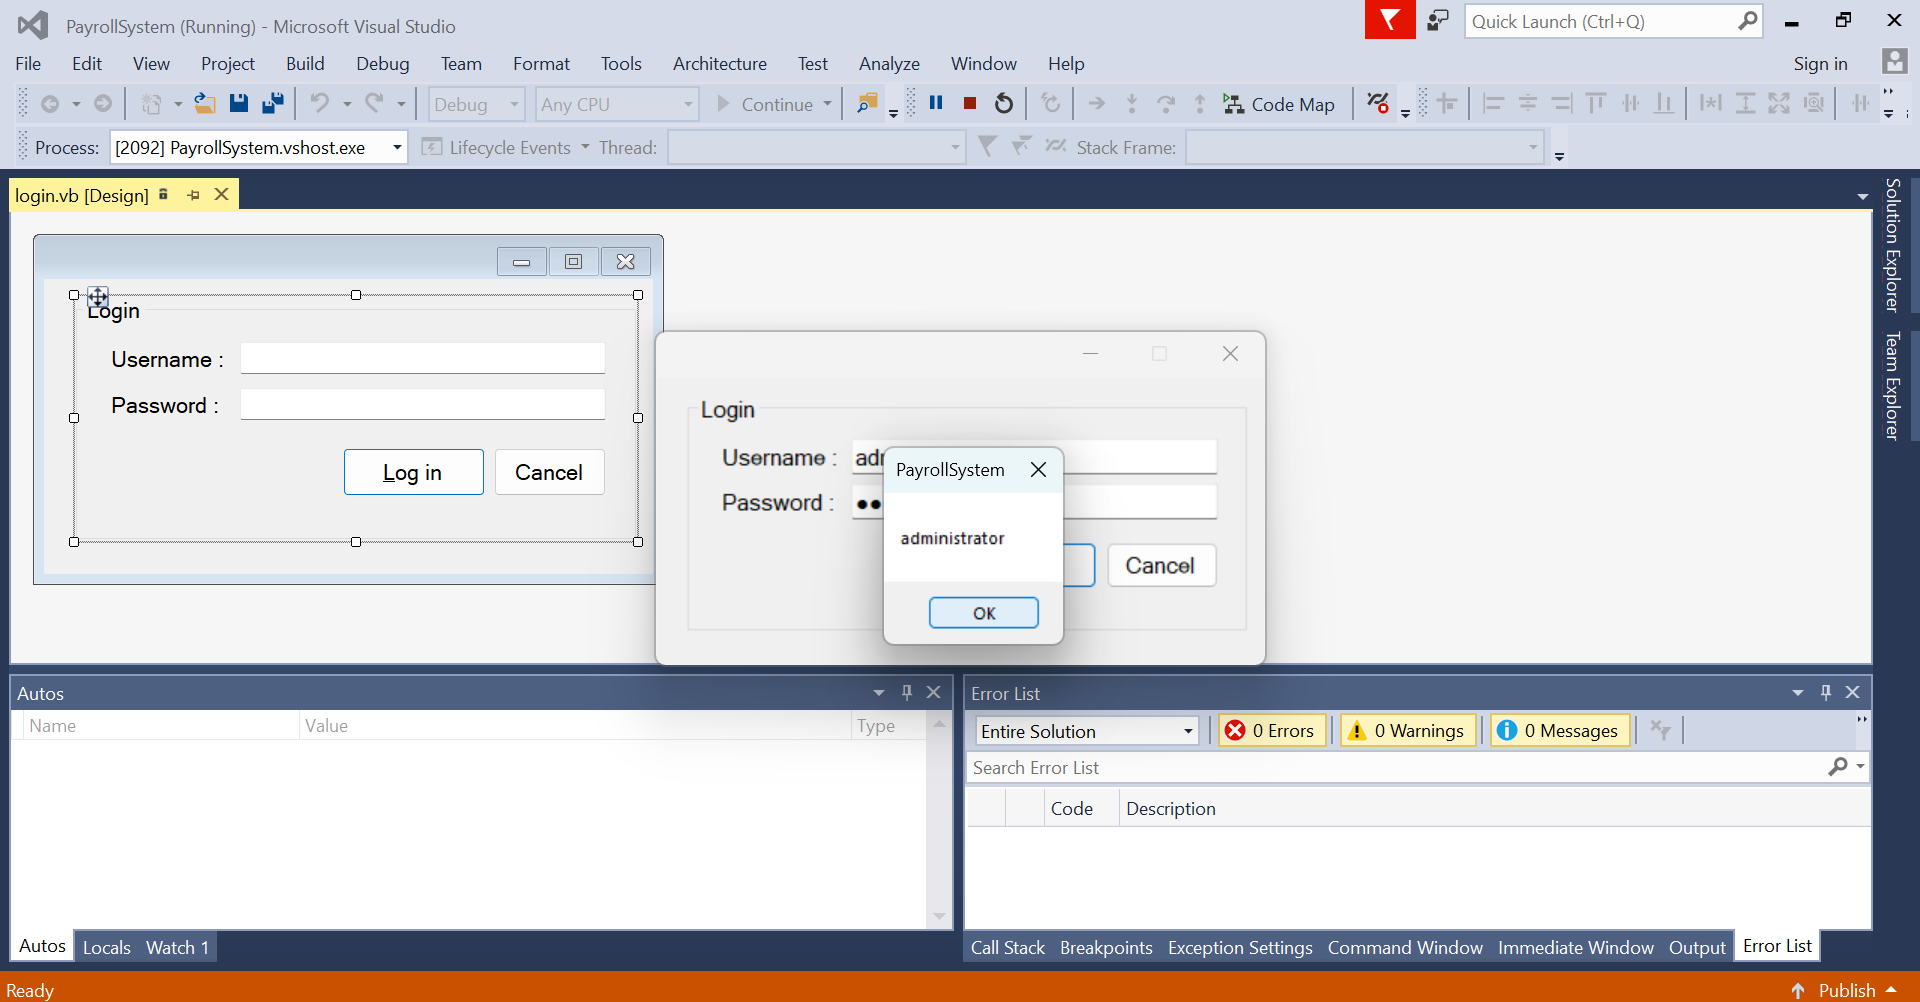 PayrollSystem (Running) - Microsoft Visual Studio
Quick Launch (Ctrl+Q)
File Edit View Project Build Debug Team Format Tools Architecture Test Analyze Window Help
Sign in
Debug Any CPU Continue Code Map
Process: [2092] PayrollSystem.vshost.exe Lifecycle Events Thread: Stack Frame:
login.vb [Design]
Solution Explorer
Team Explorer
Login
Username :
Password :
Log in Cancel
Login
Username :
Password :
Cancel
PayrollSystem
administrator
OK
Autos
Name Value Type
Autos Locals Watch 1
Error List
Entire Solution 0 Errors 0 Warnings 0 Messages
Search Error List
Code Description
Call Stack Breakpoints Exception Settings Command Window Immediate Window Output Error List
Ready
Publish